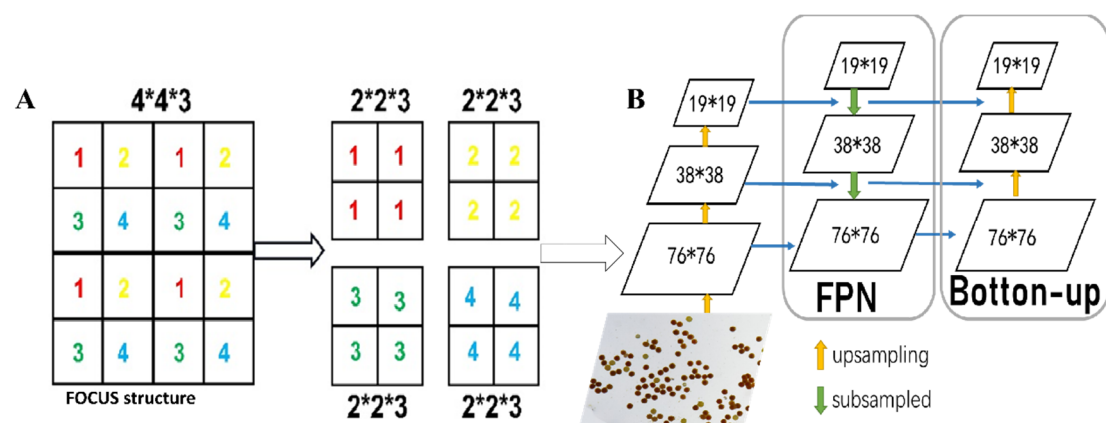 A
4*4*3
1 2 1 2
3 4 3 4
1 2 1 2
3 4 3 4
FOCUS structure
2*2*3
2*2*3
1 1
1 1
2 2
2 2
3 3
3 3
4 4
4 4
2*2*3
2*2*3
B
19*19
38*38
76*76
19*19
38*38
76*76
FPN
19*19
38*38
76*76
Botton-up
upsampling
subsampled